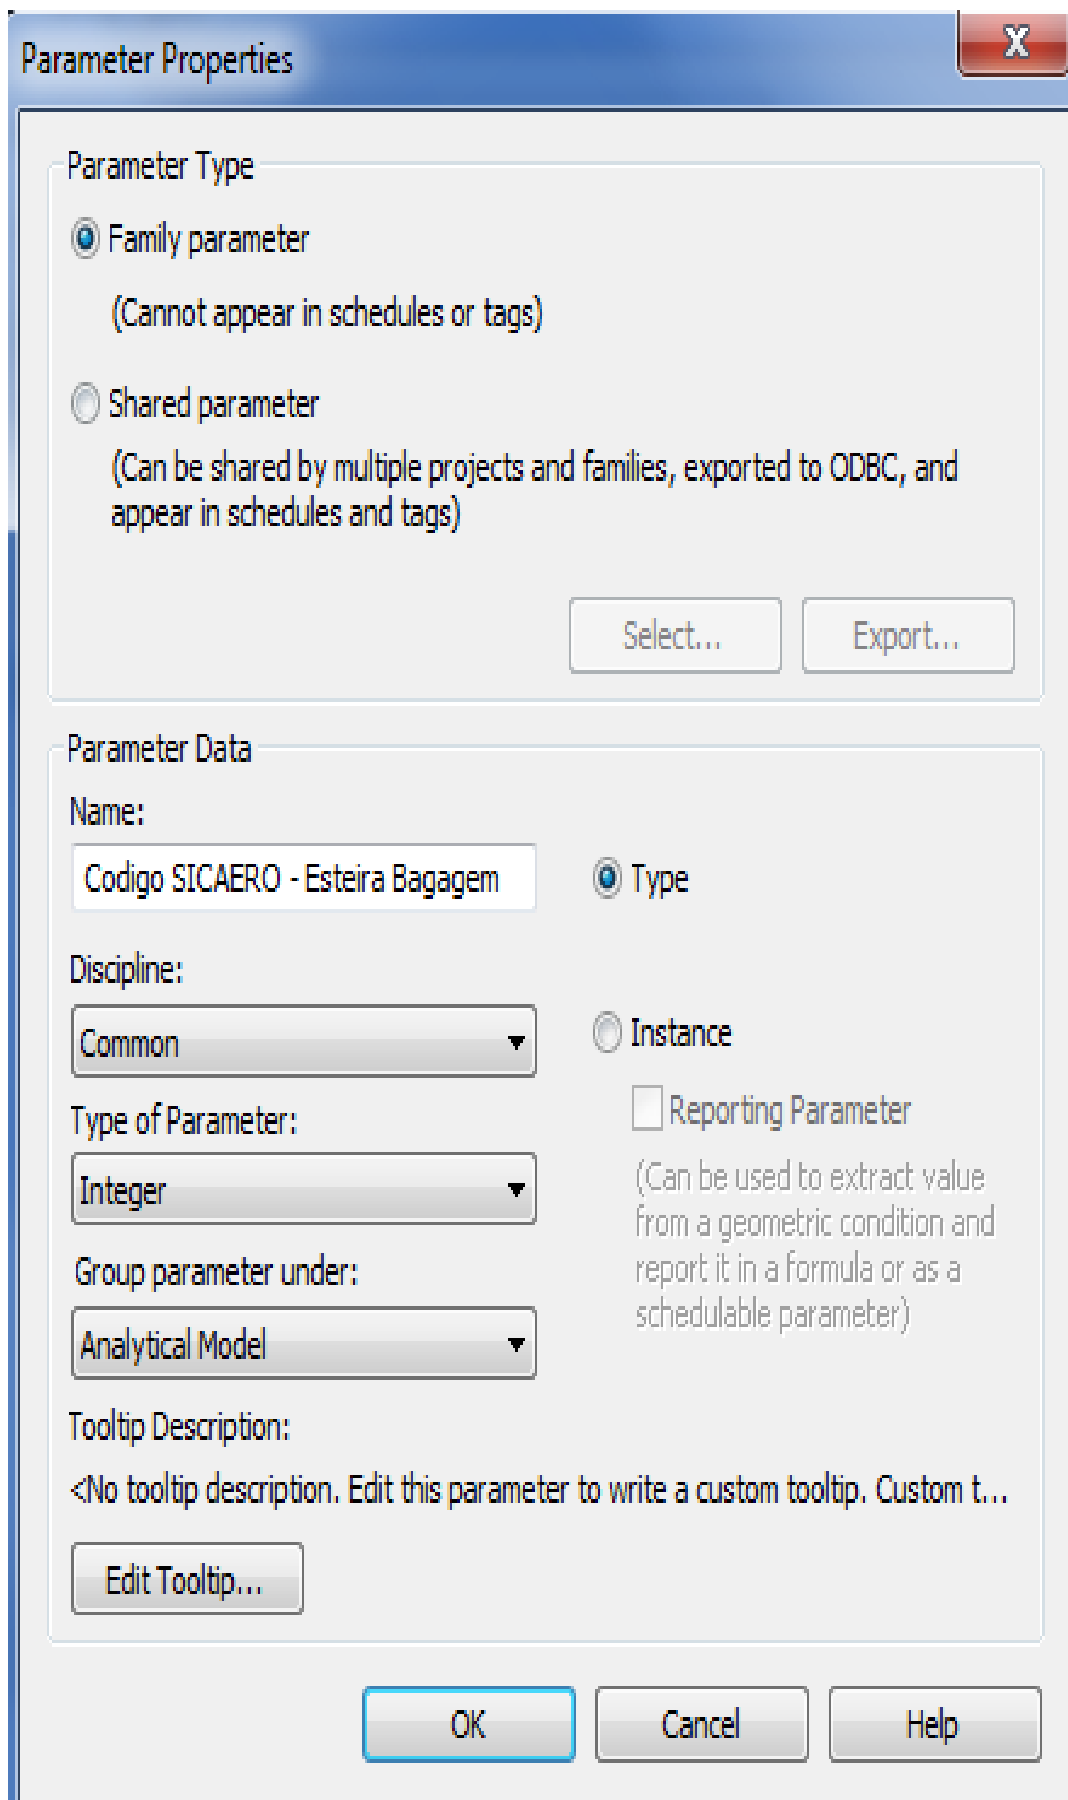 Parameter Properties
X
Parameter Type
Family parameter
(Cannot appear in schedules or tags)
Shared parameter
(Can be shared by multiple projects and families, exported to ODBC, and
appear in schedules and tags)
Select...
Export...
Parameter Data
Name:
Codigo SICAERO - Esteira Bagagem
Type
Discipline:
Common
Instance
Reporting Parameter
(Can be used to extract value
from a geometric condition and
report it in a formula or as a
schedulable parameter)
Type of Parameter:
Integer
Group parameter under:
Analytical Model
Tooltip Description:
<No tooltip description. Edit this parameter to write a custom tooltip. Custom t...
Edit Tooltip...
OK
Cancel
Help